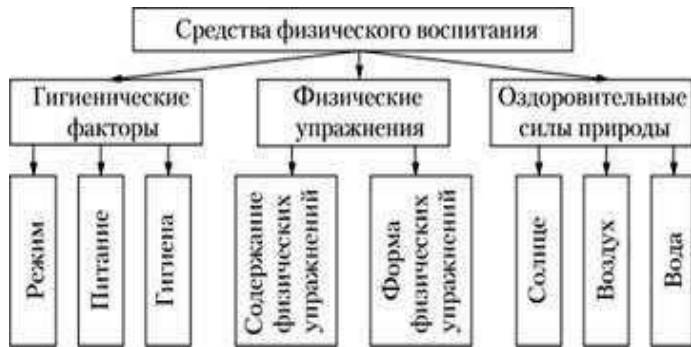 Средства физического воспитания
Гигиенические
факторы
Физические
упражнения
Оздоровительные
силы природы
Режим
Питание
Гигиена
Содержание
физических
упражнений
Форма
физических
упражнений
Солнце
Воздух
Вода